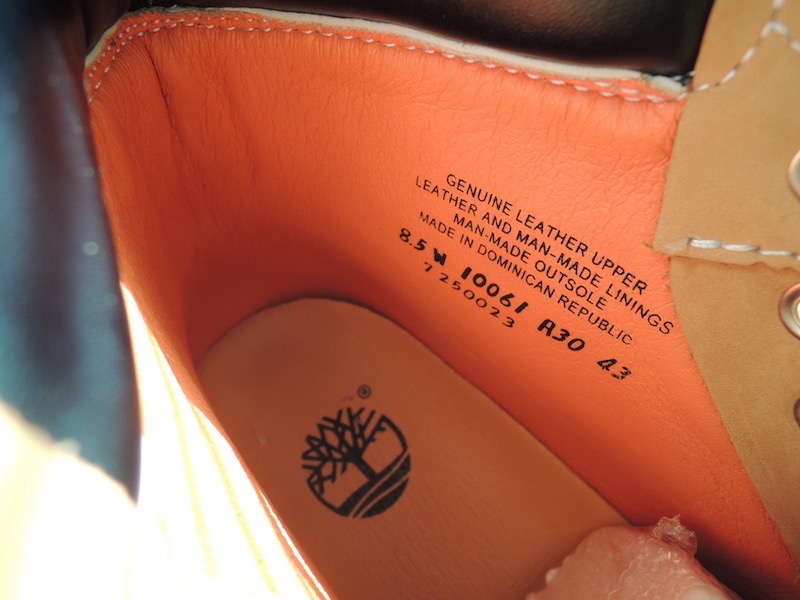 GENUINE LEATHER UPPER
LEATHER AND MAN-MADE LININGS
MAN-MADE OUTSOLE
MADE IN DOMINICAN REPUBLIC
8.5 W 10061 A30 43
7250023
®